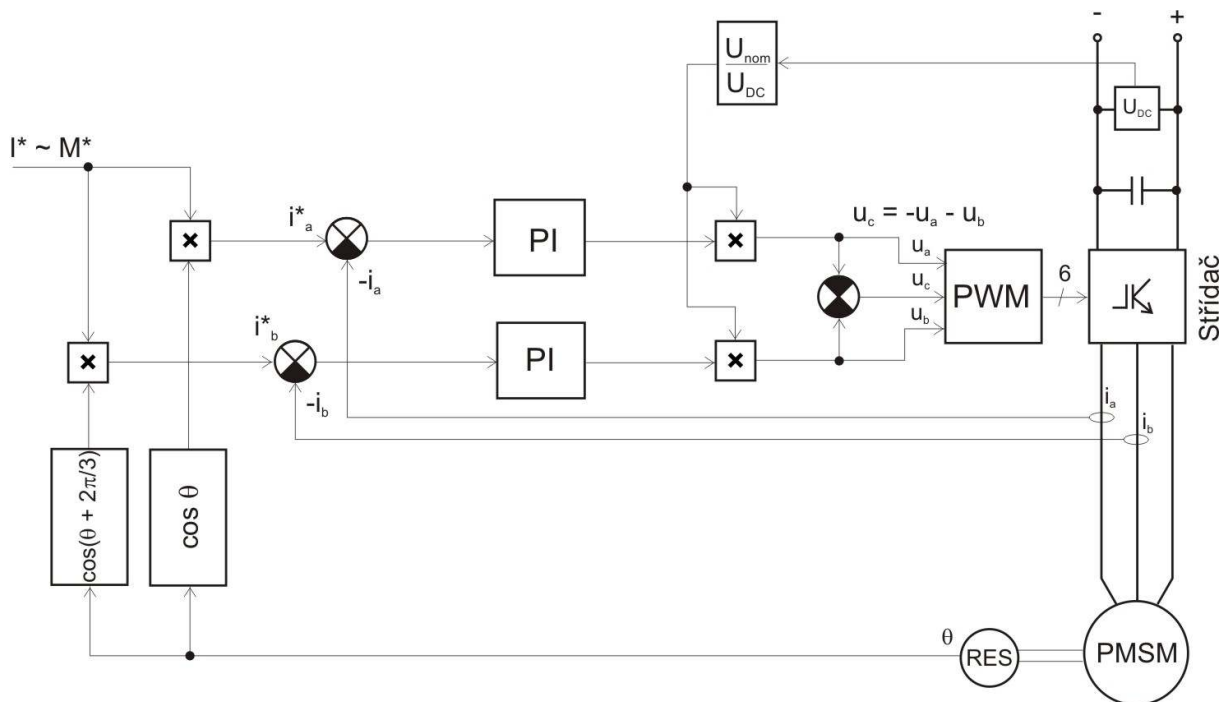 - +
U_nom
U_DC
U_DC
I* ~ M*
i*_a
-i_a
PI
×
×
u_c = -u_a - u_b
u_a
u_c
u_b
PWM
6
Střídač
i*_b
-i_b
PI
×
×
i_a
i_b
cos(θ + 2π/3)
cos θ
θ
RES
PMSM